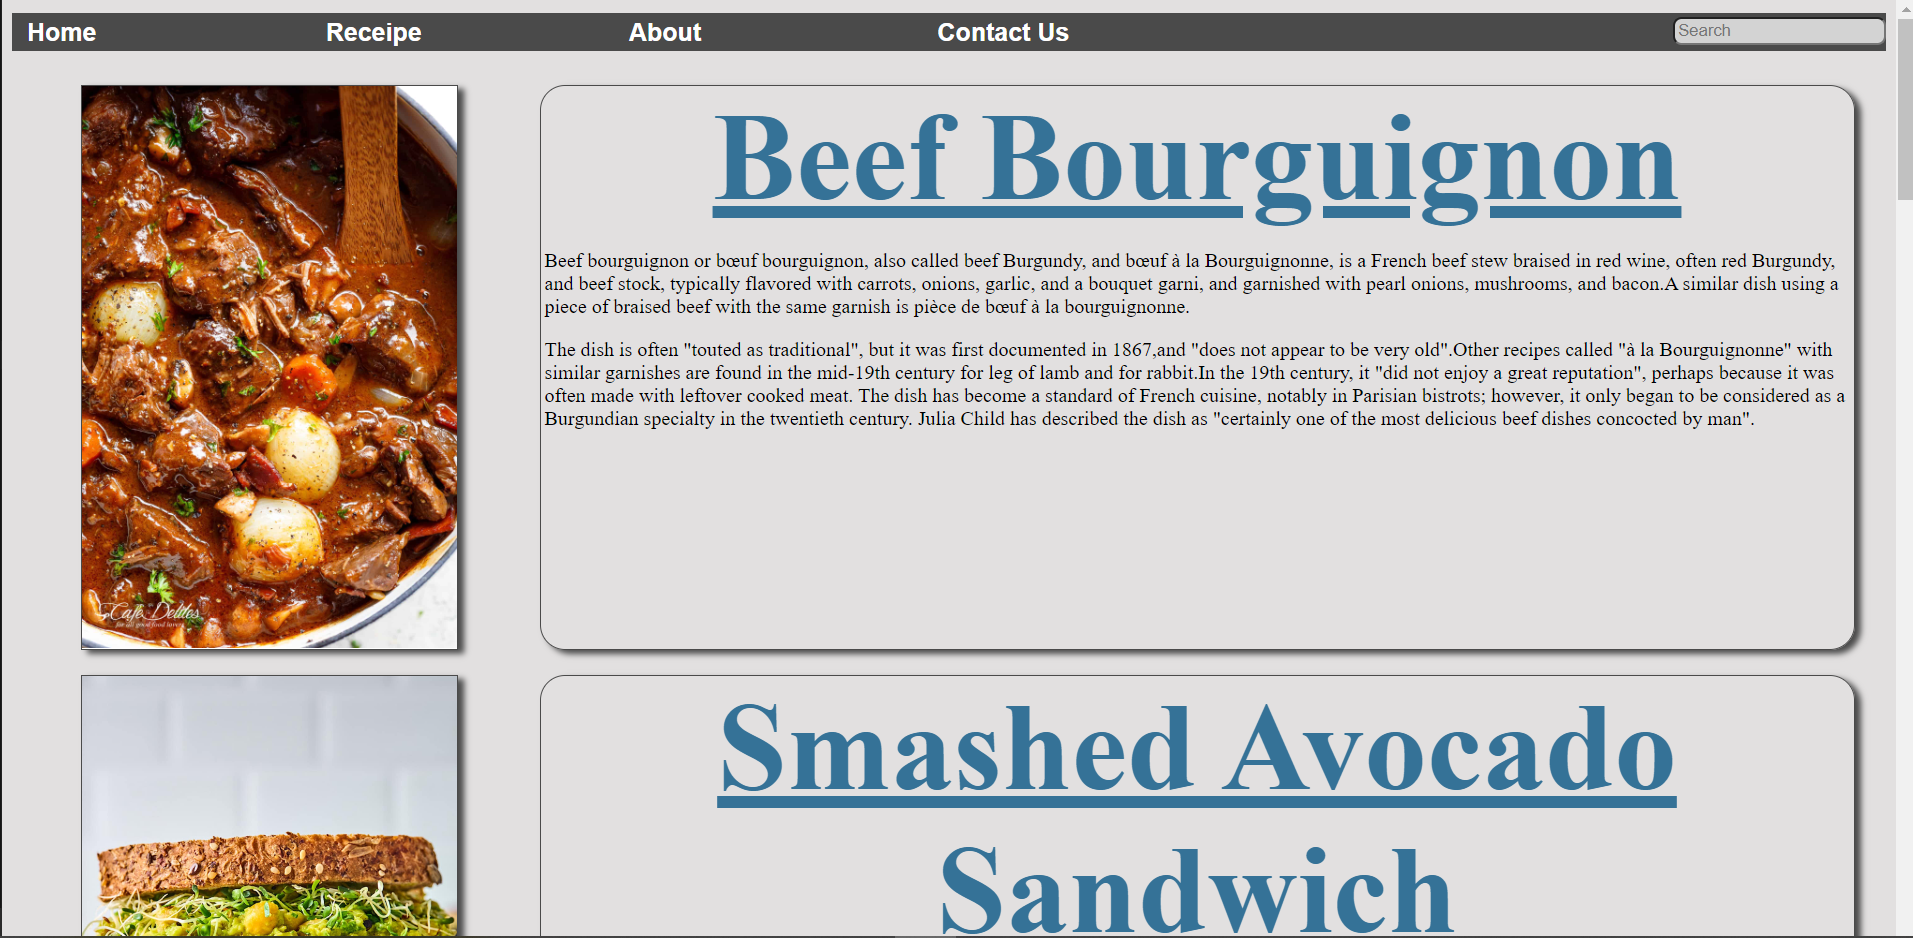 Home Receipe About Contact Us Search
Beef Bourguignon
Beef bourguignon or bœuf bourguignon, also called beef Burgundy, and bœuf à la Bourguignonne, is a French beef stew braised in red wine, often red Burgundy,
and beef stock, typically flavored with carrots, onions, garlic, and a bouquet garni, and garnished with pearl onions, mushrooms, and bacon.A similar dish using a
piece of braised beef with the same garnish is pièce de bœuf à la bourguignonne.
The dish is often "touted as traditional", but it was first documented in 1867,and "does not appear to be very old".Other recipes called "à la Bourguignonne" with
similar garnishes are found in the mid-19th century for leg of lamb and for rabbit.In the 19th century, it "did not enjoy a great reputation", perhaps because it was
often made with leftover cooked meat. The dish has become a standard of French cuisine, notably in Parisian bistrots; however, it only began to be considered as a
Burgundian specialty in the twentieth century. Julia Child has described the dish as "certainly one of the most delicious beef dishes concocted by man".
Café Delites
for all good food lovers
Smashed Avocado
Sandwich